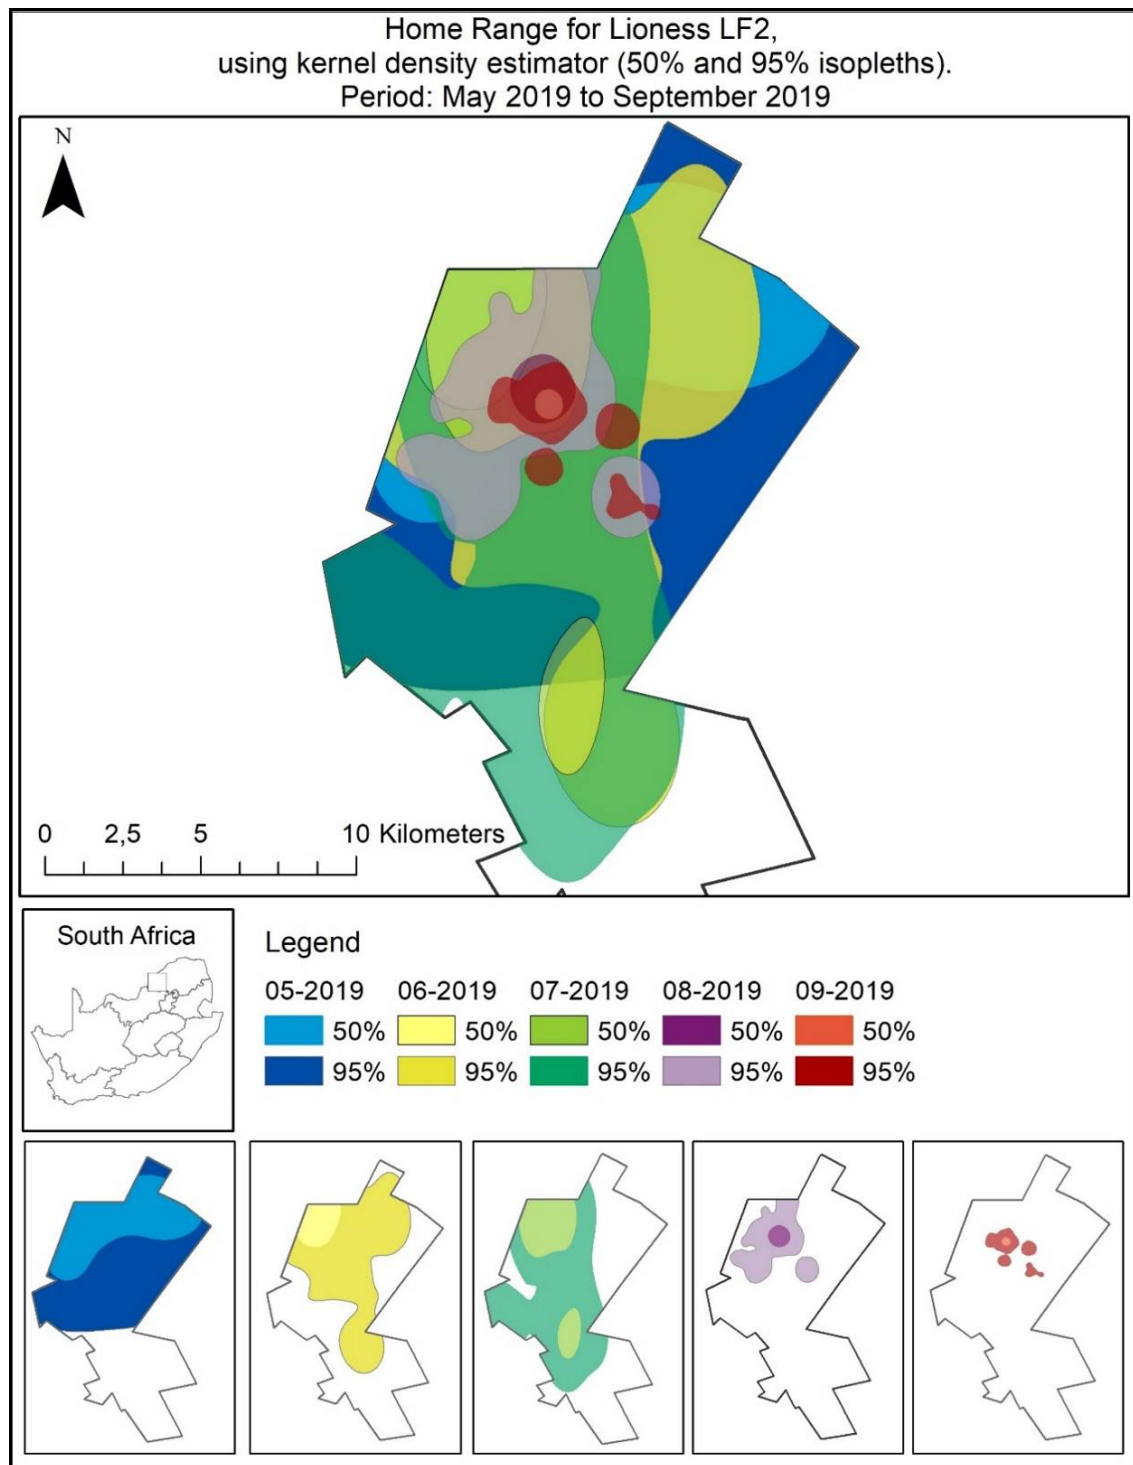 Home Range for Lioness LF2,
using kernel density estimator (50% and 95% isopleths).
Period: May 2019 to September 2019
N
0 2,5 5 10 Kilometers
South Africa
Legend
05-2019 06-2019 07-2019 08-2019 09-2019
50% 50% 50% 50% 50%
95% 95% 95% 95% 95%